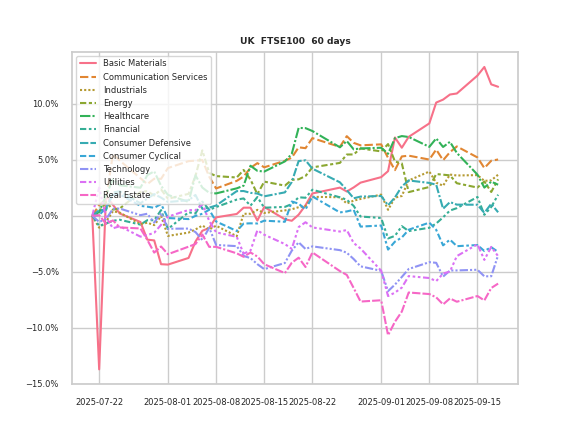 UK FTSE100 60 days
Basic Materials
Communication Services
Industrials
Energy
Healthcare
Financial
Consumer Defensive
Consumer Cyclical
Technology
Utilities
Real Estate
10.0%
5.0%
0.0%
−5.0%
−10.0%
−15.0%
2025-07-22
2025-08-01
2025-08-08
2025-08-15
2025-08-22
2025-09-01
2025-09-08
2025-09-15